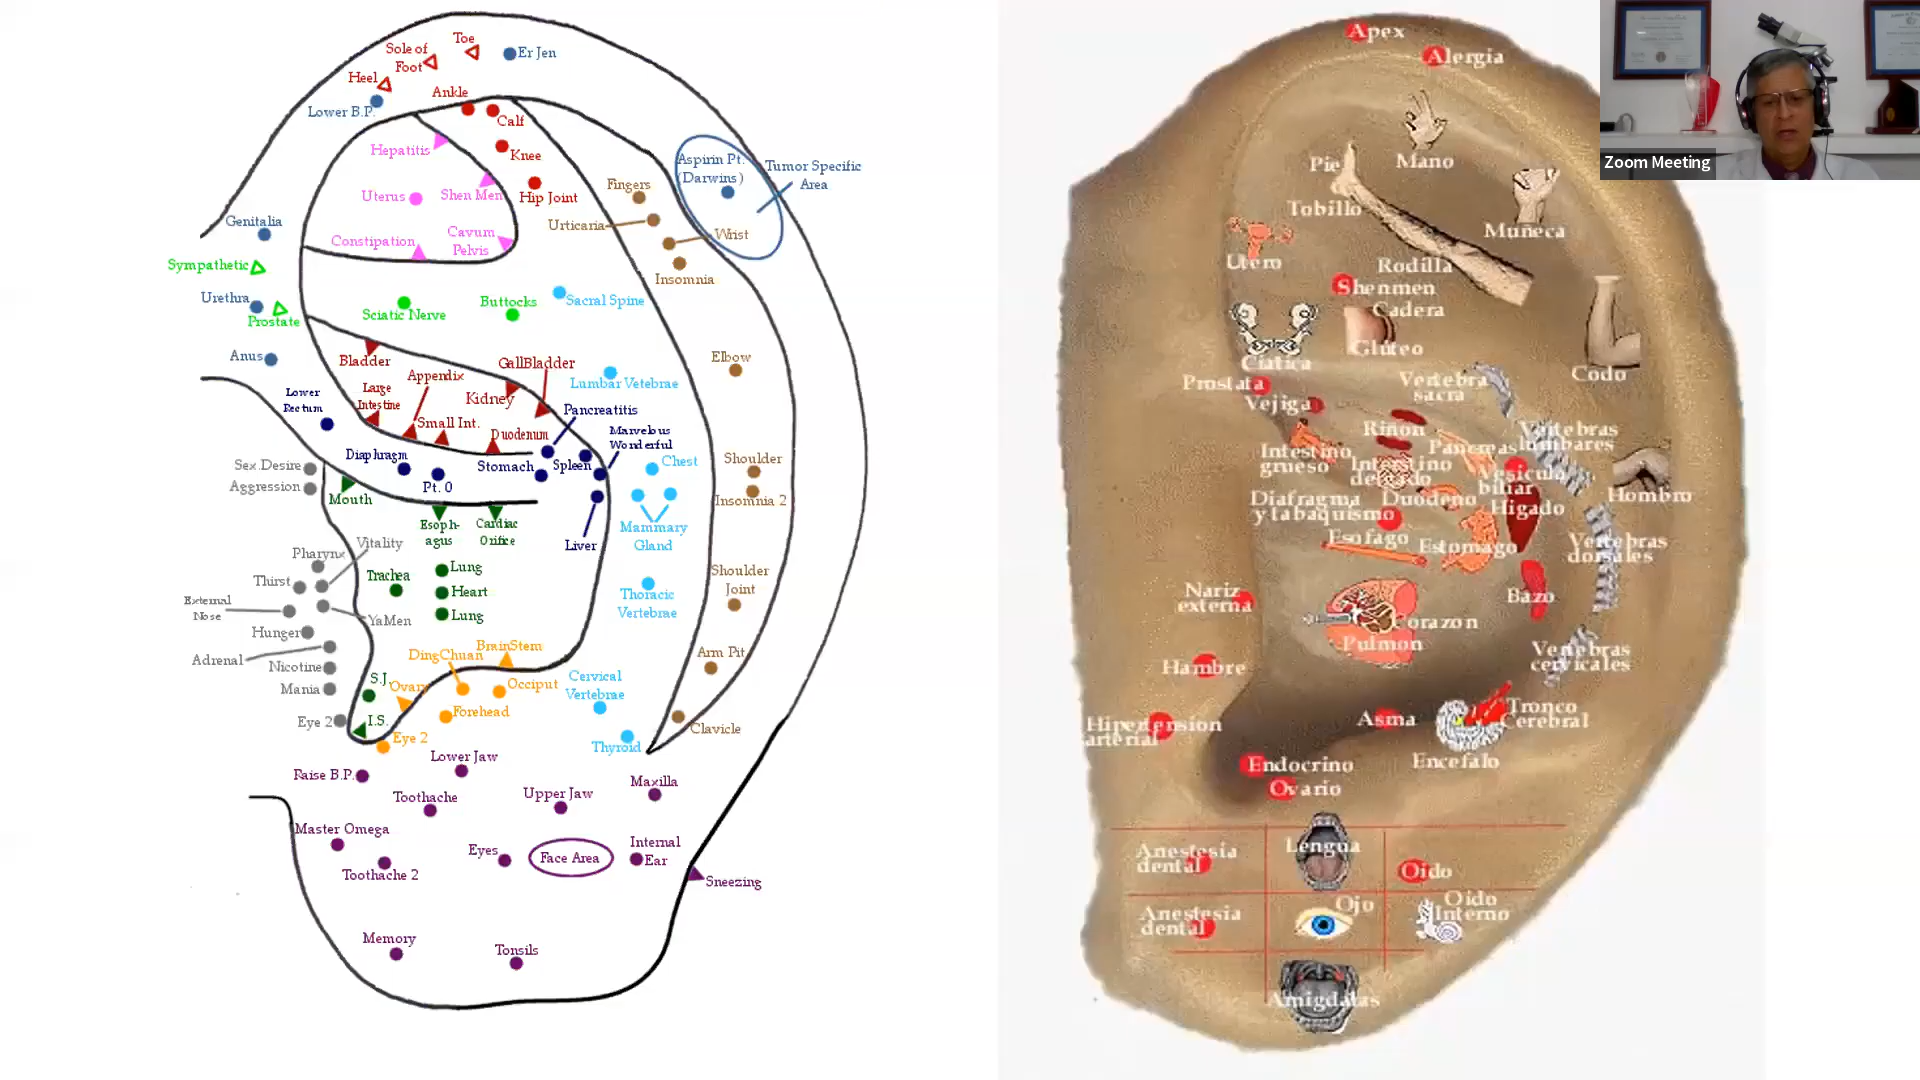 Toe
Sole of
Foot
Er Jen
Heel
Ankle
Lower B.P.
Calf
Hepatitis
Knee
Aspirin Pt.
(Darwins)
Tumor Specific
Area
Uterus
Shen Men
Hip Joint
Fingers
Urticaria
Genitalia
Constipation
Cavum
Pelvis
Wrist
Sympathetic
Insomnia
Urethra
Prostate
Sciatic Nerve
Buttocks
Sacral Spine
Anus
Bladder
GallBladder
Elbow
Large
Intestine
Appendix
Kidney
Lumbar Vetebrae
Lower
Rectum
Small Int.
Duodenum
Pancreatitis
Marvelous
Wonderful
Diaphragm
Stomach
Spleen
Chest
Shoulder
Sex Desire
Aggression
Mouth
Pt. 0
Insomnia 2
Esoph-
agus
Cardiac
Orifice
Liver
Mammary
Gland
Vitality
Pharynx
Thirst
Trachea
Lung
Heart
Lung
Shoulder
Joint
Thoracic
Vertebrae
External
Nose
YaMen
Hunger
Adrenal
Nicotine
Mania
DingChuan
BrainStem
Arm Pit
S.J.
Ovary
Occiput
Cervical
Vertebrae
Eye 2
I.S.
Forehead
Clavicle
Eye 2
Thyroid
Raise B.P.
Lower Jaw
Toothache
Upper Jaw
Maxilla
Master Omega
Toothache 2
Eyes
Face Area
Internal
Ear
Sneezing
Memory
Tonsils
Apex
Alergia
Mano
Pie
Tobillo
Muñeca
Utero
Rodilla
Shenmen
Cadera
Ciatica
Gluteo
Codo
Prostata
Vejiga
Vertebra
sacra
Riñon
Vertebras
lumbares
Intestino
grueso
Intestino
delgado
Pancreas
Vesicula
biliar
Hombro
Diafragma
y tabaquismo
Duodeno
Higado
Esofago
Estomago
Vertebras
dorsales
Nariz
externa
Bazo
Corazon
Pulmon
Hambre
Vertebras
cervicales
Hipertension
arterial
Asma
Tronco
Cerebral
Encefalo
Endocrino
Ovario
Anestesia
dental
Lengua
Oido
Anestesia
dental
Ojo
Oido
Interno
Amigdalas
Zoom Meeting